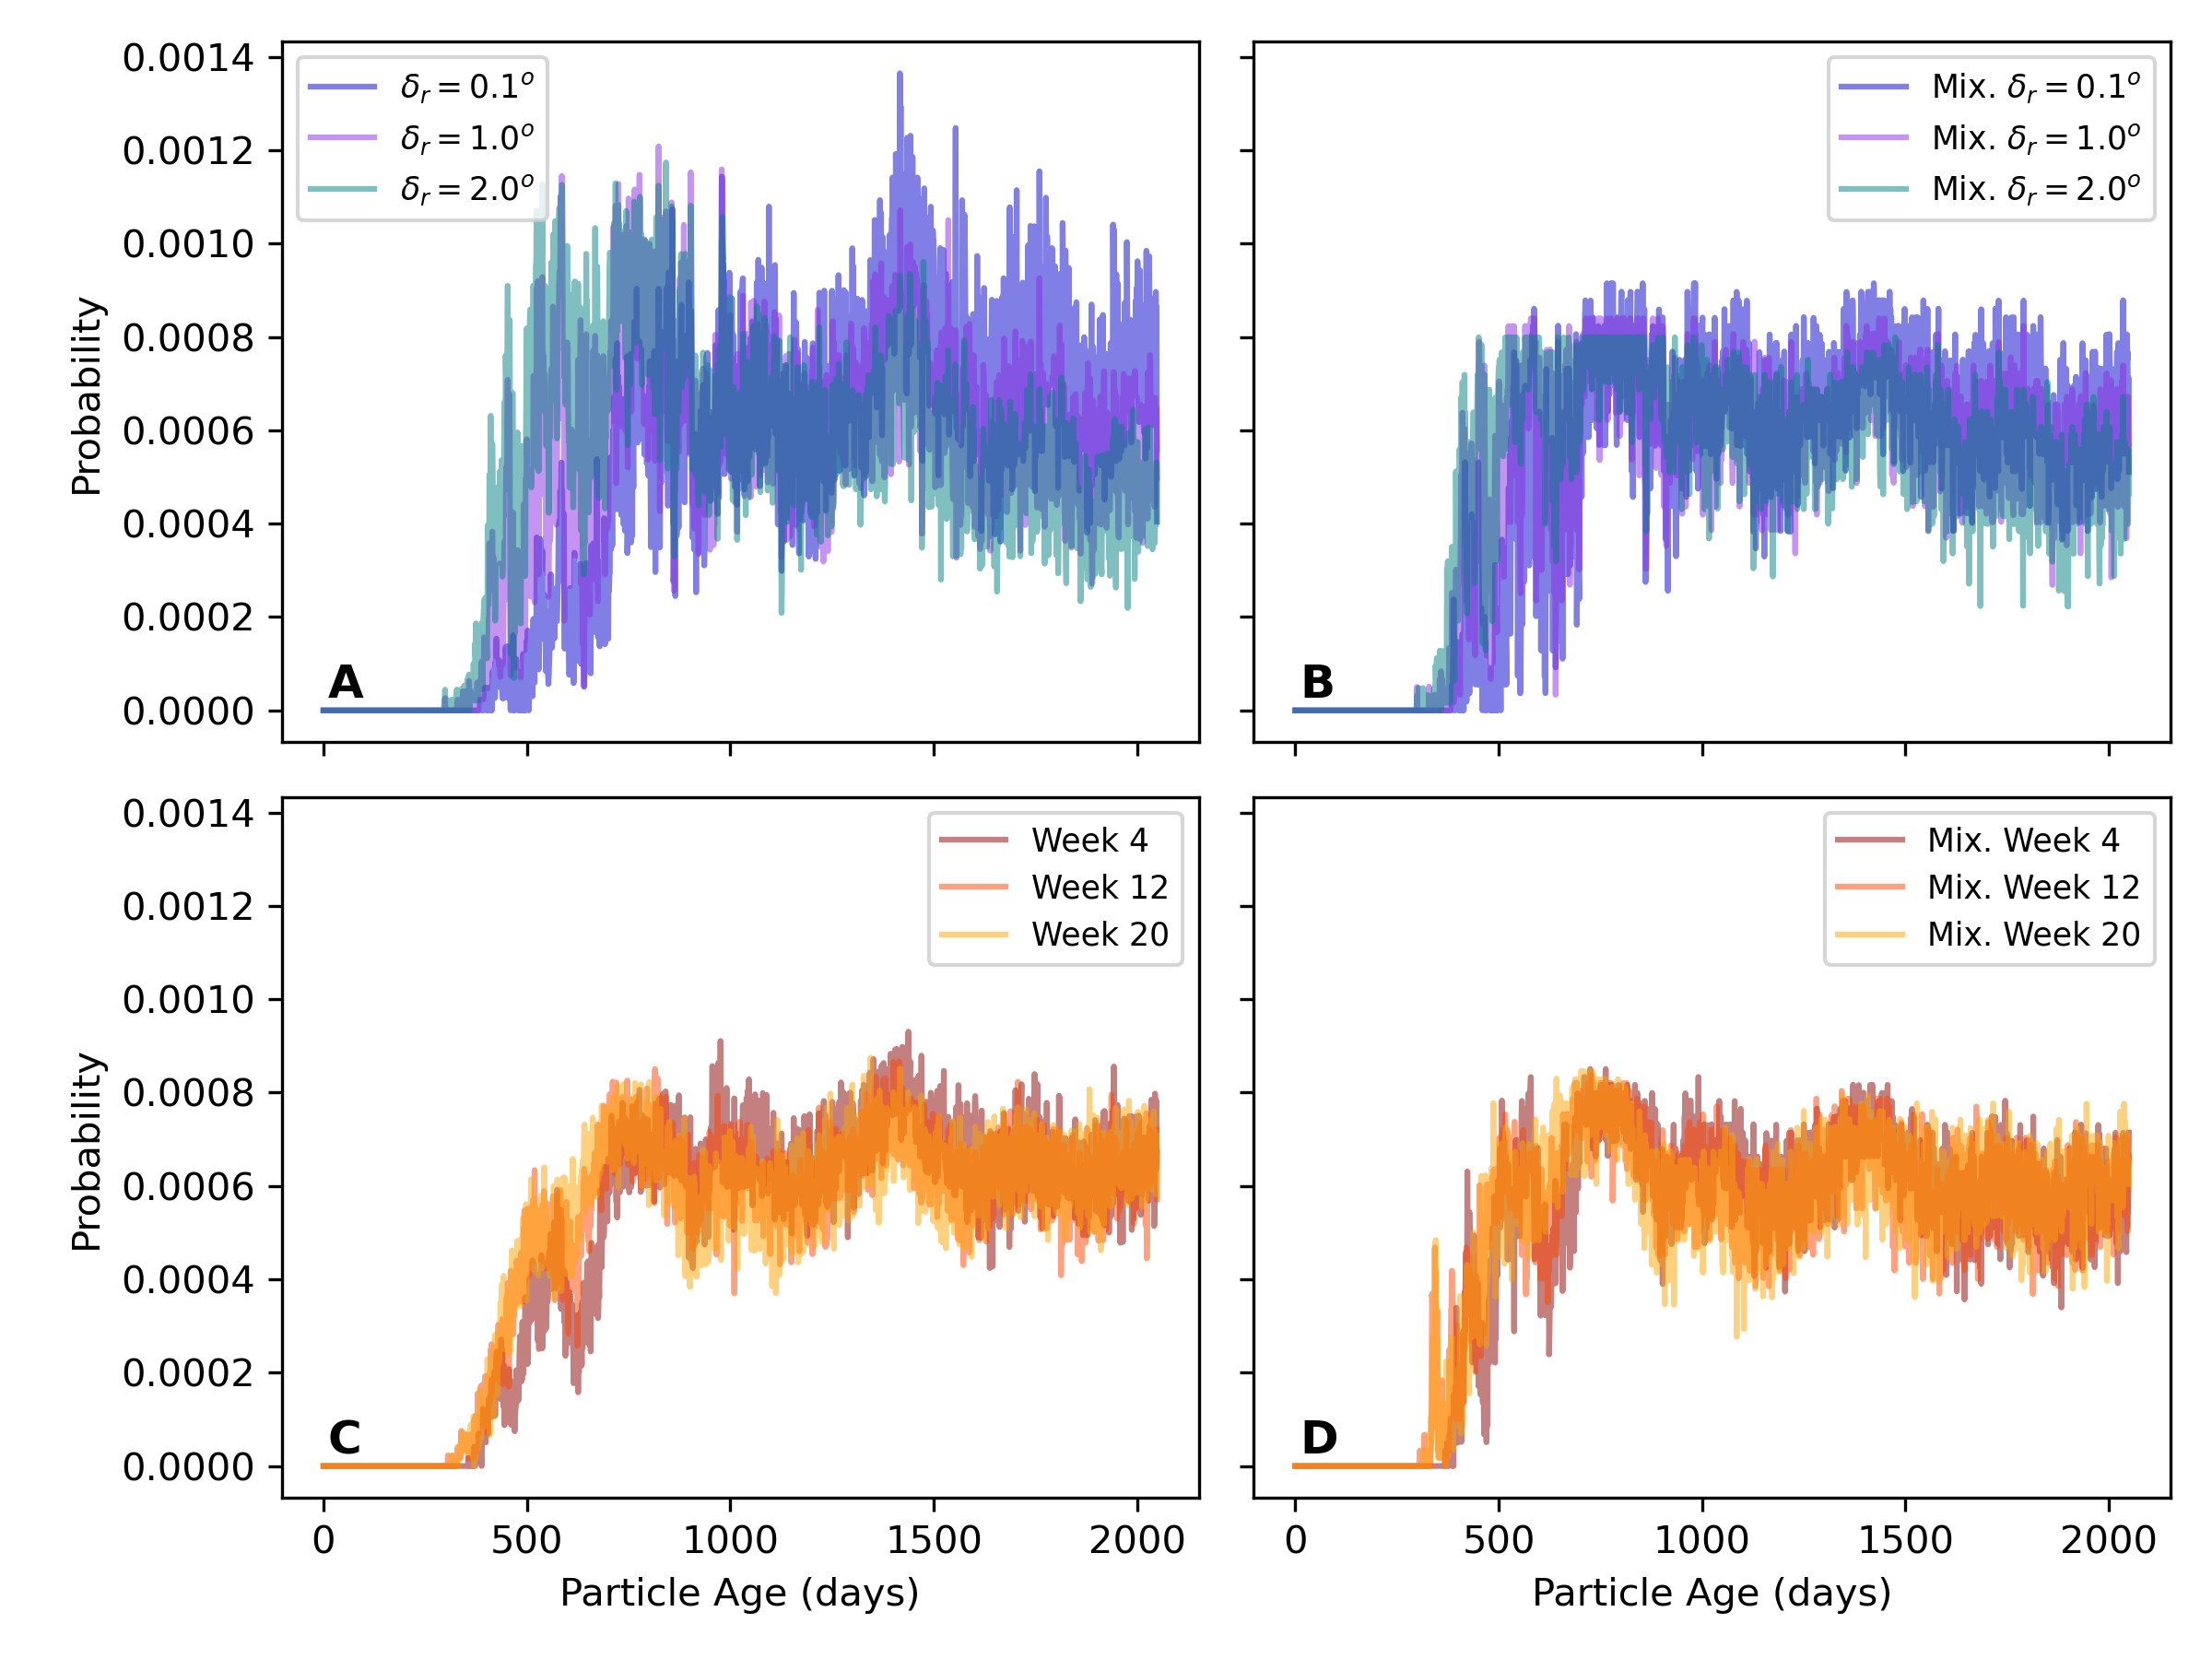 0.0014
0.0012
0.0010
0.0008
0.0006
0.0004
0.0002
0.0000
Probability
δr = 0.1°
δr = 1.0°
δr = 2.0°
A
Mix. δr = 0.1°
Mix. δr = 1.0°
Mix. δr = 2.0°
B
0.0014
0.0012
0.0010
0.0008
0.0006
0.0004
0.0002
0.0000
Probability
Week 4
Week 12
Week 20
C
0 500 1000 1500 2000
Particle Age (days)
Mix. Week 4
Mix. Week 12
Mix. Week 20
D
0 500 1000 1500 2000
Particle Age (days)